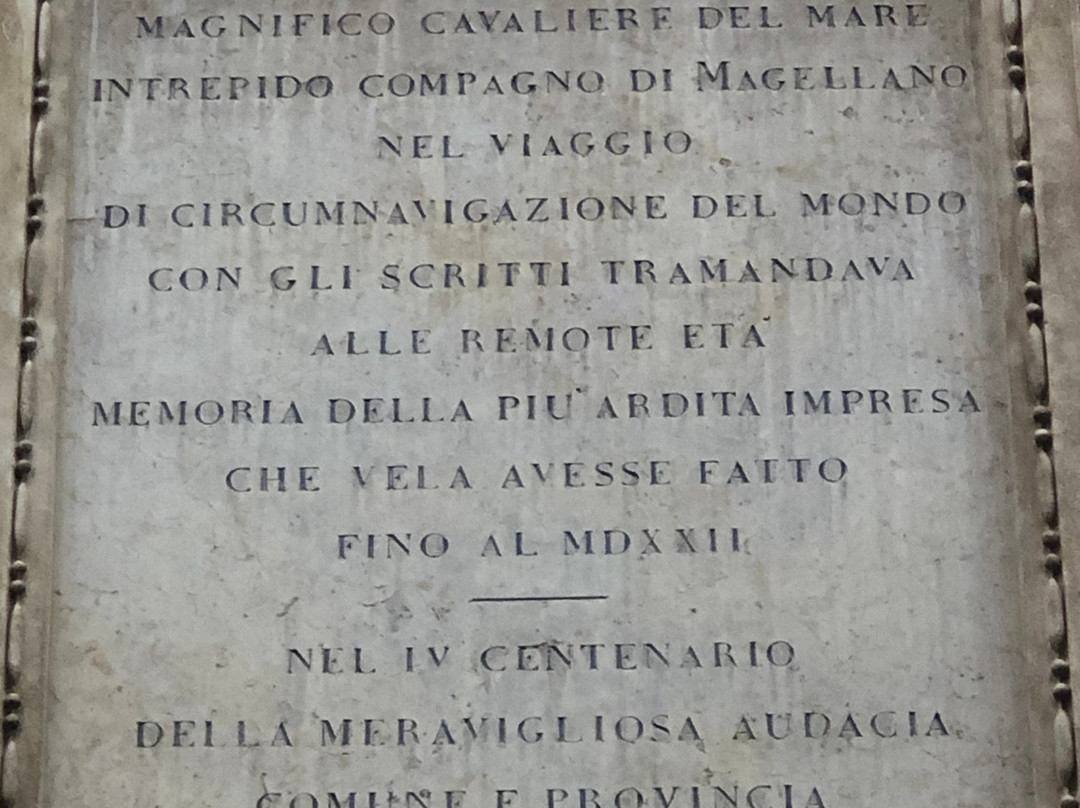 MAGNIFICO CAVALIERE DEL MARE
INTREPIDO COMPAGNO DI MAGELLANO
NEL VIAGGIO
DI CIRCUMNAVIGAZIONE DEL MONDO
CON GLI SCRITTI TRAMANDAVA
ALLE REMOTE ETA`
MEMORIA DELLA PIU` ARDITA IMPRESA
CHE VELA AVESSE FATTO
FINO AL MDXXII
NEL IV CENTENARIO
DELLA MERAVIGLIOSA AUDACIA
COMUNE E PROVINCIA